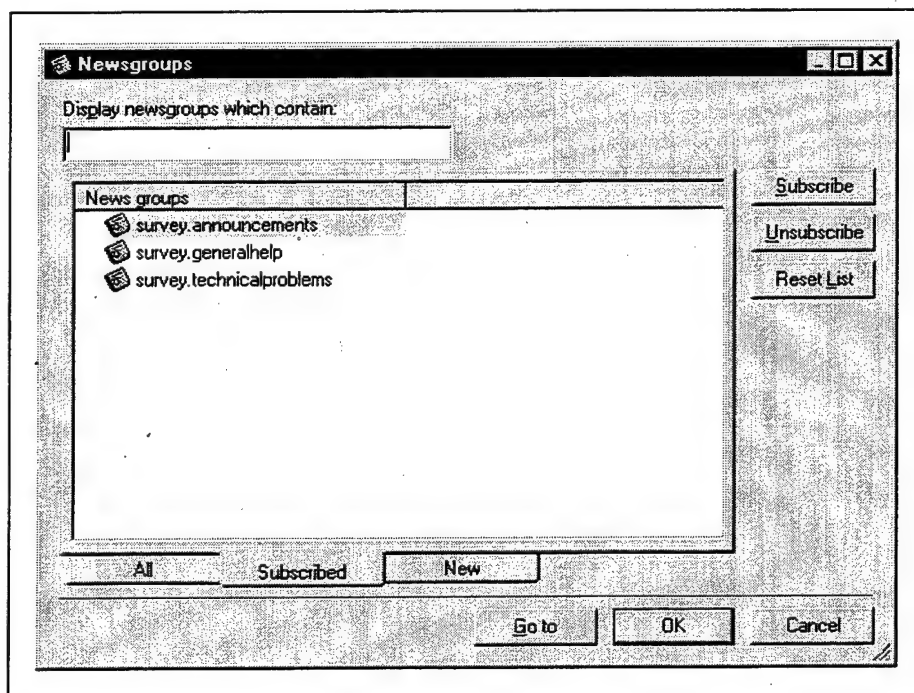 Newsgroups
Display newsgroups which contain:
News groups
survey.announcements
survey.generalhelp
survey.technicalproblems
Subscribe
Unsubscribe
Reset List
All
Subscribed
New
Go to
OK
Cancel